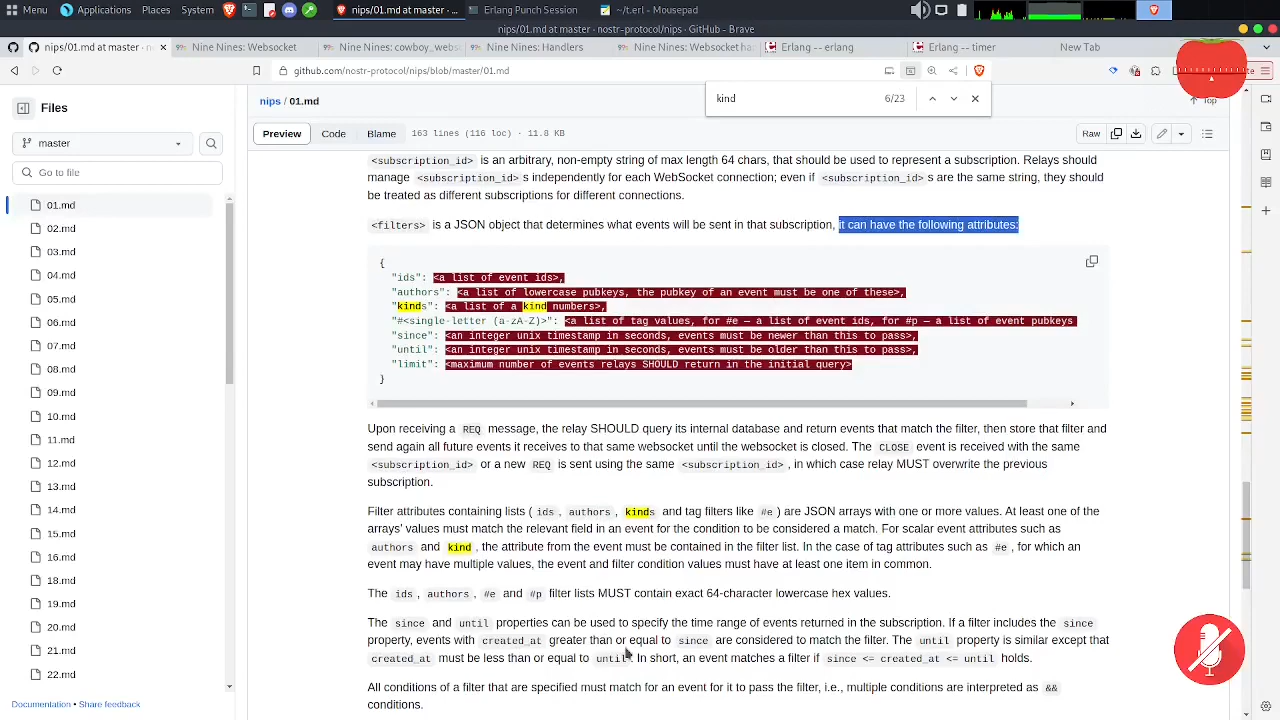 Menu Applications Places System nips/01.md at master — ... Erlang Punch Session ~/t.erl - Mousepad
nips/01.md at master · nostr-protocol/nips · GitHub - Brave
nips/01.md at master · n Nine Nines: Websocket Nine Nines: cowboy_webs Nine Nines: Handlers Nine Nines: Websocket ha Erlang -- erlang Erlang -- timer New Tab
github.com/nostr-protocol/nips/blob/master/01.md
kind 6/23
Files
nips / 01.md
Top
master
Preview Code Blame 163 lines (116 loc) · 11.8 KB Raw
Go to file
01.md
02.md
03.md
04.md
05.md
06.md
07.md
08.md
09.md
10.md
11.md
12.md
13.md
14.md
15.md
16.md
18.md
19.md
20.md
21.md
22.md
Documentation • Share feedback
<subscription_id> is an arbitrary, non-empty string of max length 64 chars, that should be used to represent a subscription. Relays should
manage <subscription_id> s independently for each WebSocket connection; even if <subscription_id> s are the same string, they should
be treated as different subscriptions for different connections.
<filters> is a JSON object that determines what events will be sent in that subscription, it can have the following attributes:
{
"ids": <a list of event ids>,
"authors": <a list of lowercase pubkeys, the pubkey of an event must be one of these>,
"kinds": <a list of a kind numbers>,
"#<single-letter (a-zA-Z)>": <a list of tag values, for #e — a list of event ids, for #p — a list of event pubkeys
"since": <an integer unix timestamp in seconds, events must be newer than this to pass>,
"until": <an integer unix timestamp in seconds, events must be older than this to pass>,
"limit": <maximum number of events relays SHOULD return in the initial query>
}
Upon receiving a REQ message, the relay SHOULD query its internal database and return events that match the filter, then store that filter and
send again all future events it receives to that same websocket until the websocket is closed. The CLOSE event is received with the same
<subscription_id> or a new REQ is sent using the same <subscription_id>, in which case relay MUST overwrite the previous
subscription.
Filter attributes containing lists ( ids , authors , kinds and tag filters like #e ) are JSON arrays with one or more values. At least one of the
arrays' values must match the relevant field in an event for the condition to be considered a match. For scalar event attributes such as
authors and kind , the attribute from the event must be contained in the filter list. In the case of tag attributes such as #e , for which an
event may have multiple values, the event and filter condition values must have at least one item in common.
The ids , authors , #e and #p filter lists MUST contain exact 64-character lowercase hex values.
The since and until properties can be used to specify the time range of events returned in the subscription. If a filter includes the since
property, events with created_at greater than or equal to since are considered to match the filter. The until property is similar except that
created_at must be less than or equal to until . In short, an event matches a filter if since <= created_at <= until holds.
All conditions of a filter that are specified must match for an event for it to pass the filter, i.e., multiple conditions are interpreted as &&
conditions.